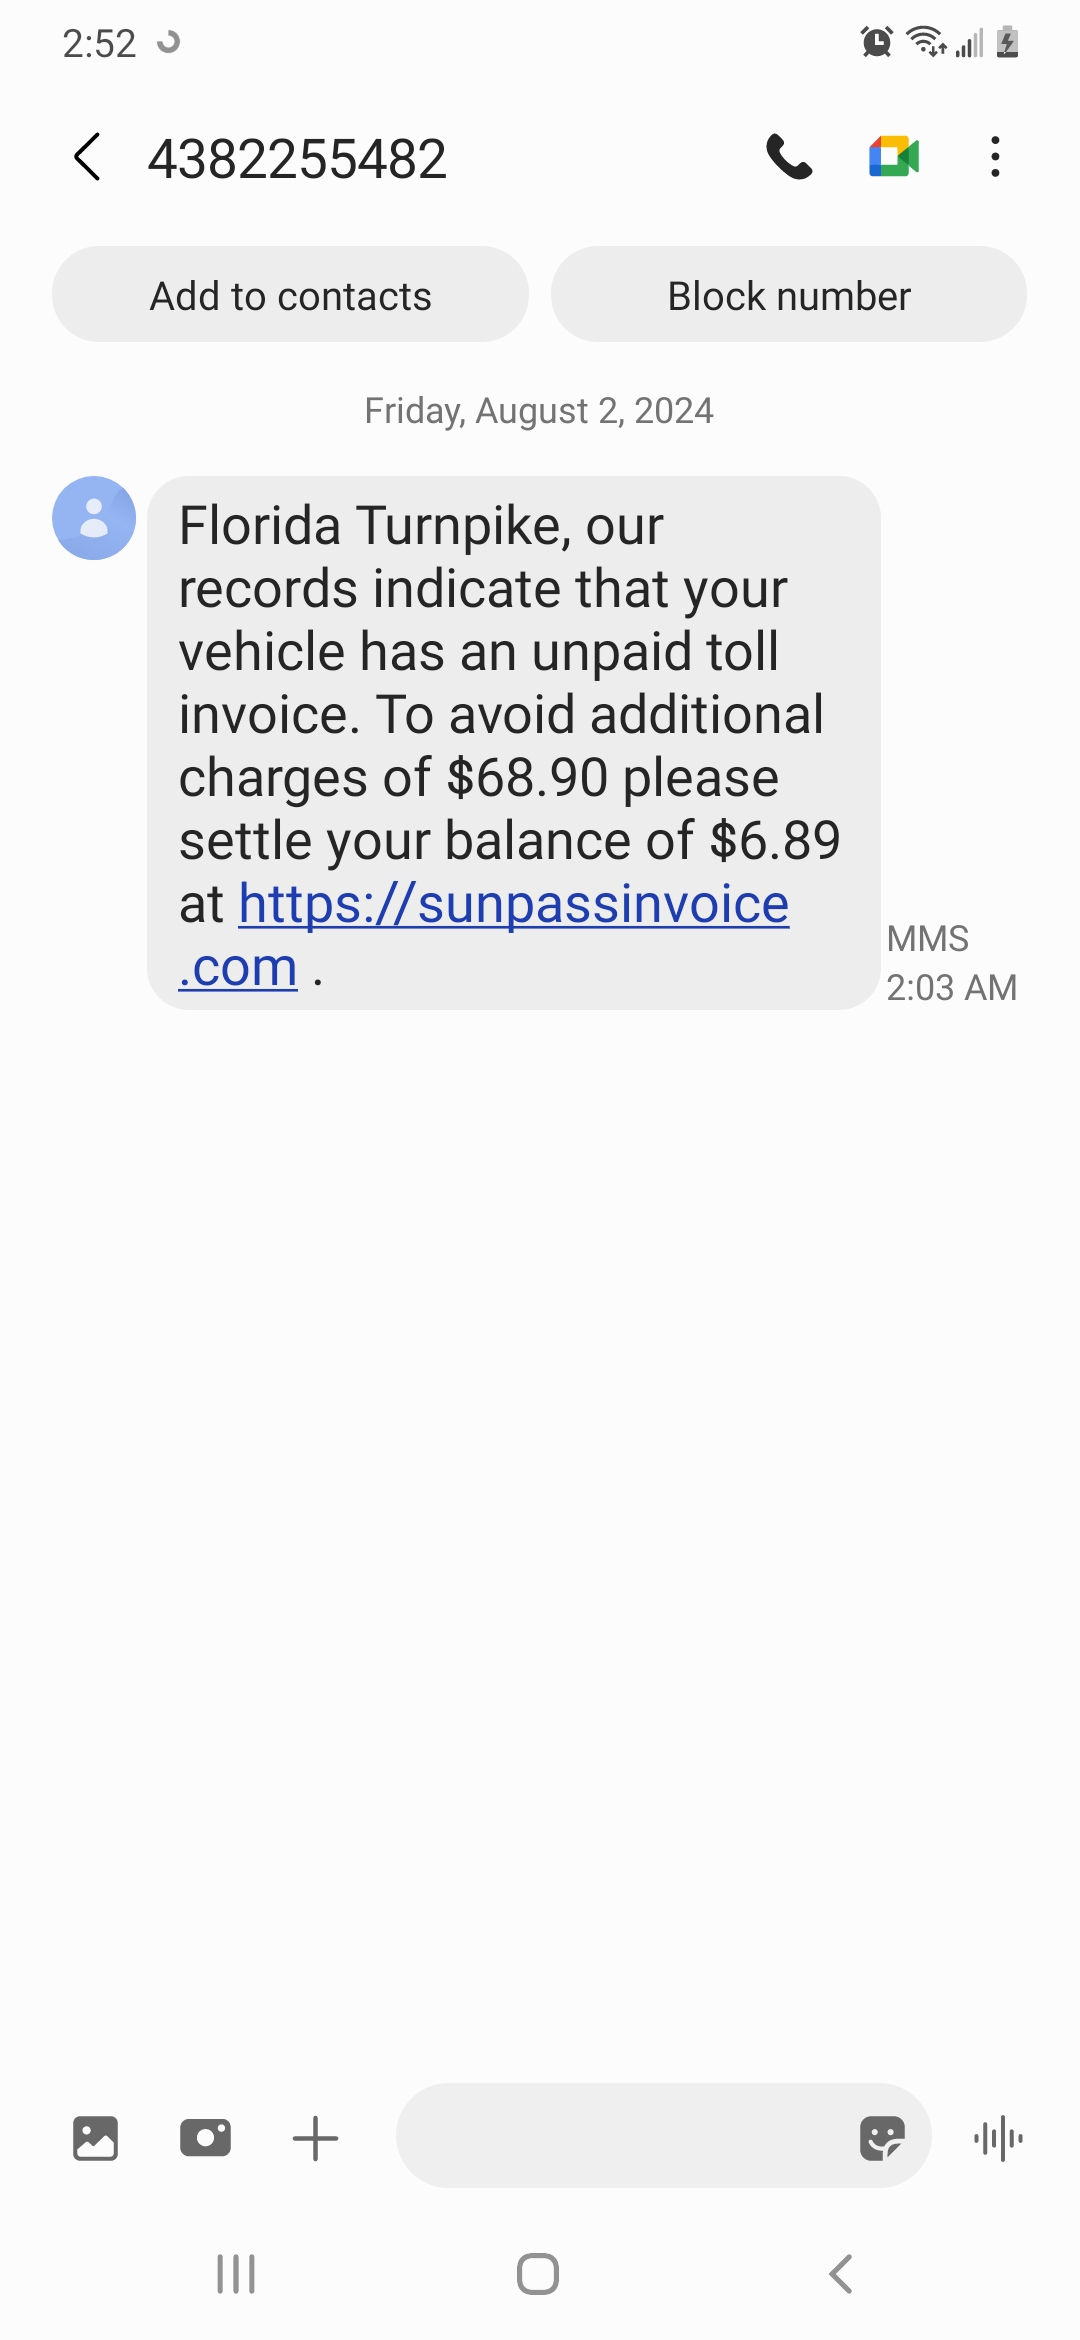 2:52
4382255482
Add to contacts
Block number
Friday, August 2, 2024
Florida Turnpike, our
records indicate that your
vehicle has an unpaid toll
invoice. To avoid additional
charges of $68.90 please
settle your balance of $6.89
at https://sunpassinvoice
.com .
MMS
2:03 AM